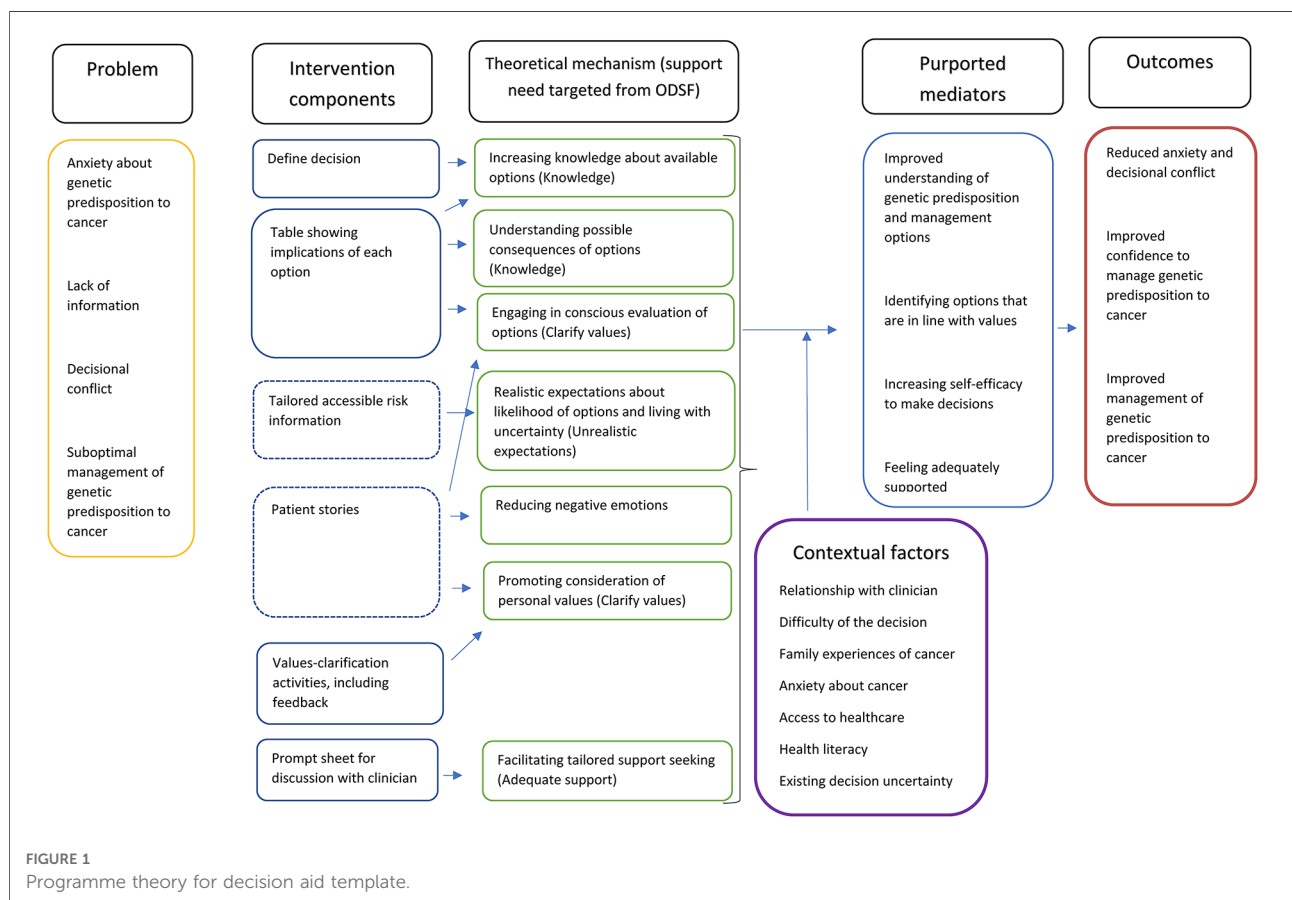 Problem
Intervention
components
Theoretical mechanism (support
need targeted from ODSF)
Purported
mediators
Outcomes
Anxiety about
genetic
predisposition to
cancer
Lack of
information
Decisional
conflict
Suboptimal
management of
genetic
predisposition to
cancer
Define decision
Table showing
implications of each
option
Tailored accessible risk
information
Patient stories
Values-clarification
activities, including
feedback
Prompt sheet for
discussion with clinician
Increasing knowledge about available
options (Knowledge)
Understanding possible
consequences of options
(Knowledge)
Engaging in conscious evaluation of
options (Clarify values)
Realistic expectations about
likelihood of options and living with
uncertainty (Unrealistic
expectations)
Reducing negative emotions
Promoting consideration of
personal values (Clarify values)
Facilitating tailored support seeking
(Adequate support)
Improved
understanding of
genetic predisposition
and management
options
Identifying options that
are in line with values
Increasing self-efficacy
to make decisions
Feeling adequately
supported
Reduced anxiety and
decisional conflict
Improved
confidence to
manage genetic
predisposition to
cancer
Improved
management of
genetic
predisposition to
cancer
Contextual factors
Relationship with clinician
Difficulty of the decision
Family experiences of cancer
Anxiety about cancer
Access to healthcare
Health literacy
Existing decision uncertainty
FIGURE 1
Programme theory for decision aid template.